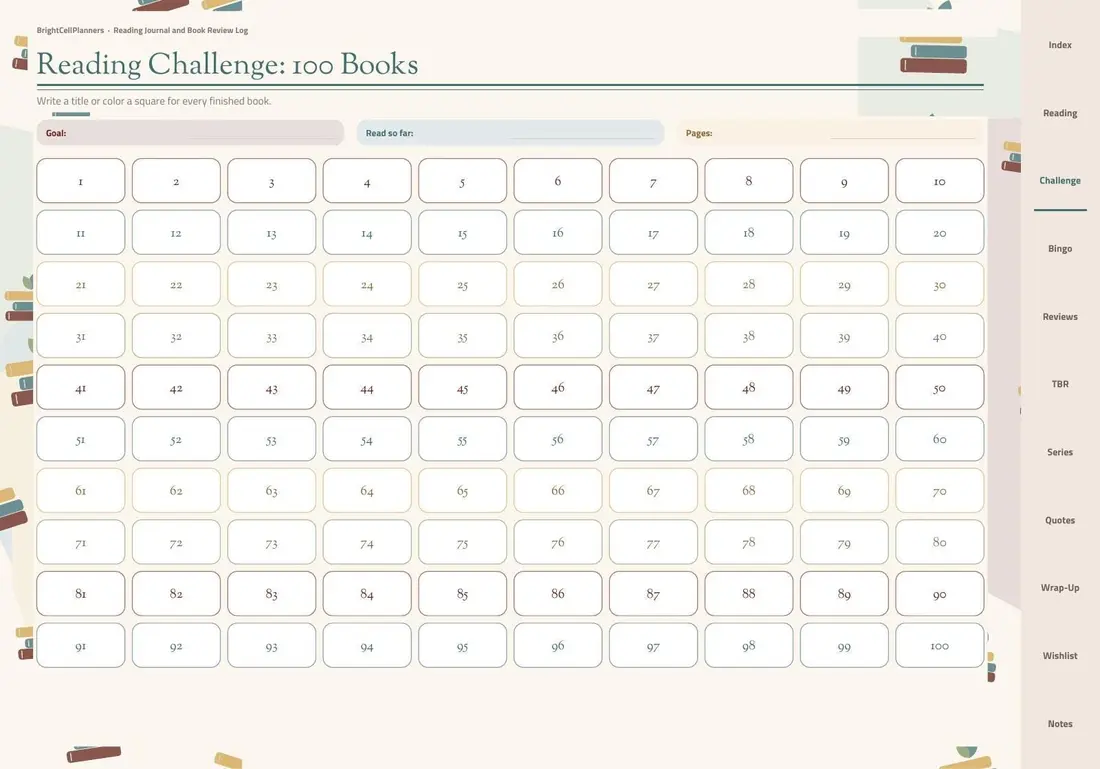 BrightCellPlanners · Reading Journal and Book Review Log
Reading Challenge: 100 Books
Write a title or color a square for every finished book.
Goal: Read so far: Pages:
1 2 3 4 5 6 7 8 9 10
11 12 13 14 15 16 17 18 19 20
21 22 23 24 25 26 27 28 29 30
31 32 33 34 35 36 37 38 39 40
41 42 43 44 45 46 47 48 49 50
51 52 53 54 55 56 57 58 59 60
61 62 63 64 65 66 67 68 69 70
71 72 73 74 75 76 77 78 79 80
81 82 83 84 85 86 87 88 89 90
91 92 93 94 95 96 97 98 99 100
Index
Reading
Challenge
Bingo
Reviews
TBR
Series
Quotes
Wrap-Up
Wishlist
Notes